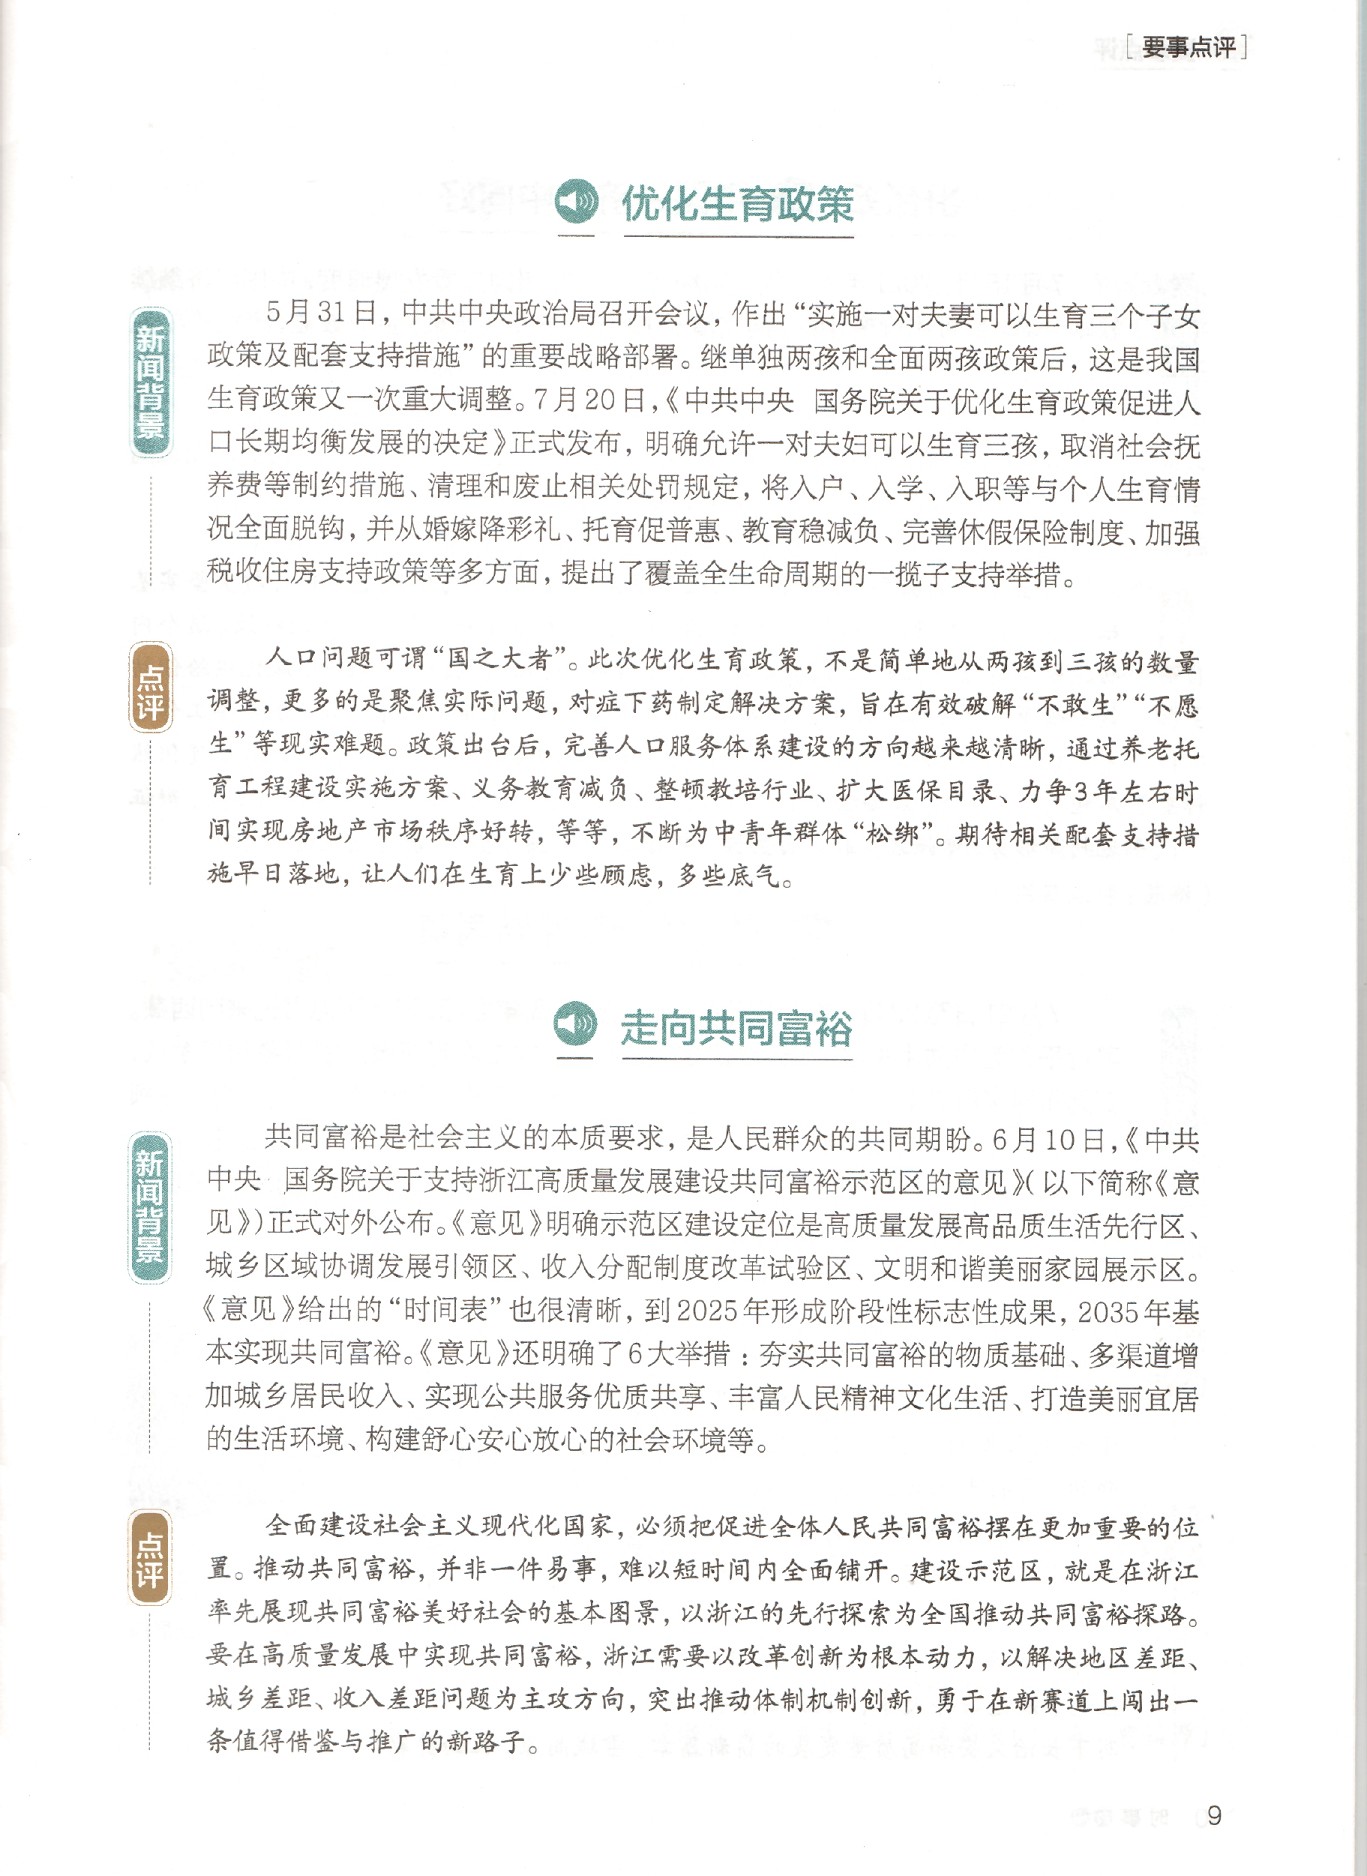 ［要事点评］
优化生育政策
新闻背景
5月31日，中共中央政治局召开会议，作出“实施一对夫妻可以生育三个子女
政策及配套支持措施”的重要战略部署。继单独两孩和全面两孩政策后，这是我国
生育政策又一次重大调整。7月20日，《中共中央 国务院关于优化生育政策促进人
口长期均衡发展的决定》正式发布，明确允许一对夫妇可以生育三孩，取消社会抚
养费等制约措施、清理和废止相关处罚规定，将入户、入学、入职等与个人生育情
况全面脱钩，并从婚嫁降彩礼、托育促普惠、教育稳减负、完善休假保险制度、加强
税收住房支持政策等多方面，提出了覆盖全生命周期的一揽子支持举措。
点评
人口问题可谓“国之大者”。此次优化生育政策，不是简单地从两孩到三孩的数量
调整，更多的是聚焦实际问题，对症下药制定解决方案，旨在有效破解“不敢生”“不愿
生”等现实难题。政策出台后，完善人口服务体系建设的方向越来越清晰，通过养老托
育工程建设实施方案、义务教育减负、整顿教培行业、扩大医保目录、力争3年左右时
间实现房地产市场秩序好转，等等，不断为中青年群体“松绑”。期待相关配套支持措
施早日落地，让人们在生育上少些顾虑，多些底气。
走向共同富裕
新闻背景
共同富裕是社会主义的本质要求，是人民群众的共同期盼。6月10日，《中共
中央 国务院关于支持浙江高质量发展建设共同富裕示范区的意见》（以下简称《意
见》）正式对外公布。《意见》明确示范区建设定位是高质量发展高品质生活先行区、
城乡区域协调发展引领区、收入分配制度改革试验区、文明和谐美丽家园展示区。
《意见》给出的“时间表”也很清晰，到2025年形成阶段性标志性成果，2035年基
本实现共同富裕。《意见》还明确了6大举措：夯实共同富裕的物质基础、多渠道增
加城乡居民收入、实现公共服务优质共享、丰富人民精神文化生活、打造美丽宜居
的生活环境、构建舒心安心放心的社会环境等。
点评
全面建设社会主义现代化国家，必须把促进全体人民共同富裕摆在更加重要的位
置。推动共同富裕，并非一件易事，难以短时间内全面铺开。建设示范区，就是在浙江
率先展现共同富裕美好社会的基本图景，以浙江的先行探索为全国推动共同富裕探路。
要在高质量发展中实现共同富裕，浙江需要以改革创新为根本动力，以解决地区差距、
城乡差距、收入差距问题为主攻方向，突出推动体制机制创新，勇于在新赛道上闯出一
条值得借鉴与推广的新路子。
9